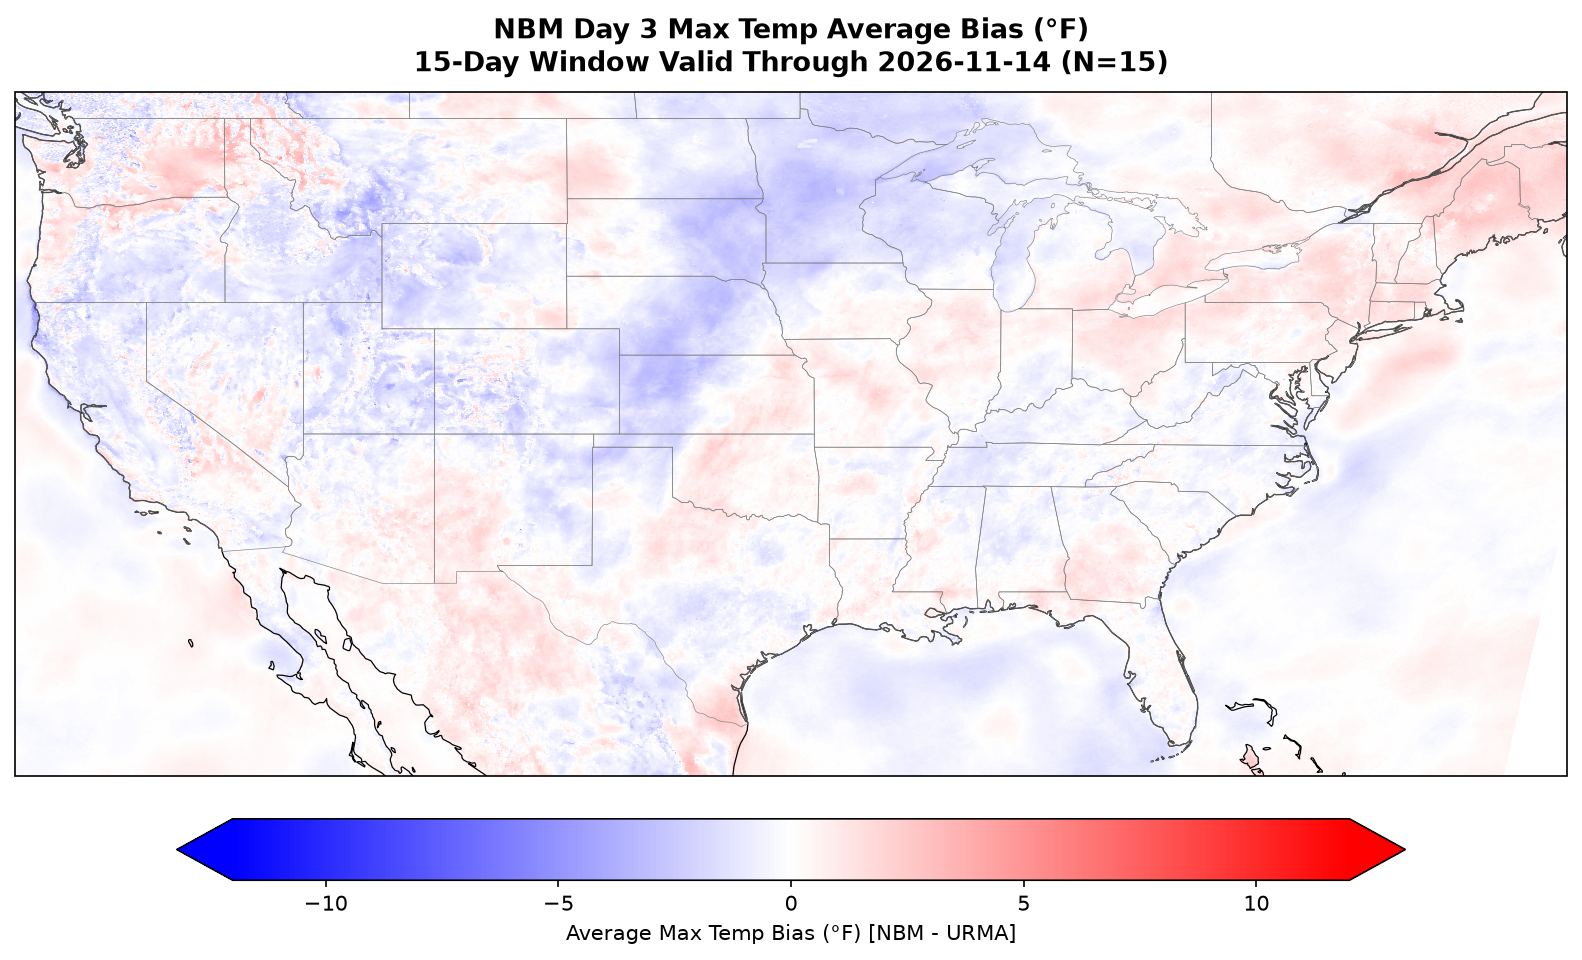 NBM Day 3 Max Temp Average Bias (°F)
15-Day Window Valid Through 2026-11-14 (N=15)
−10
−5
0
5
10
Average Max Temp Bias (°F) [NBM - URMA]